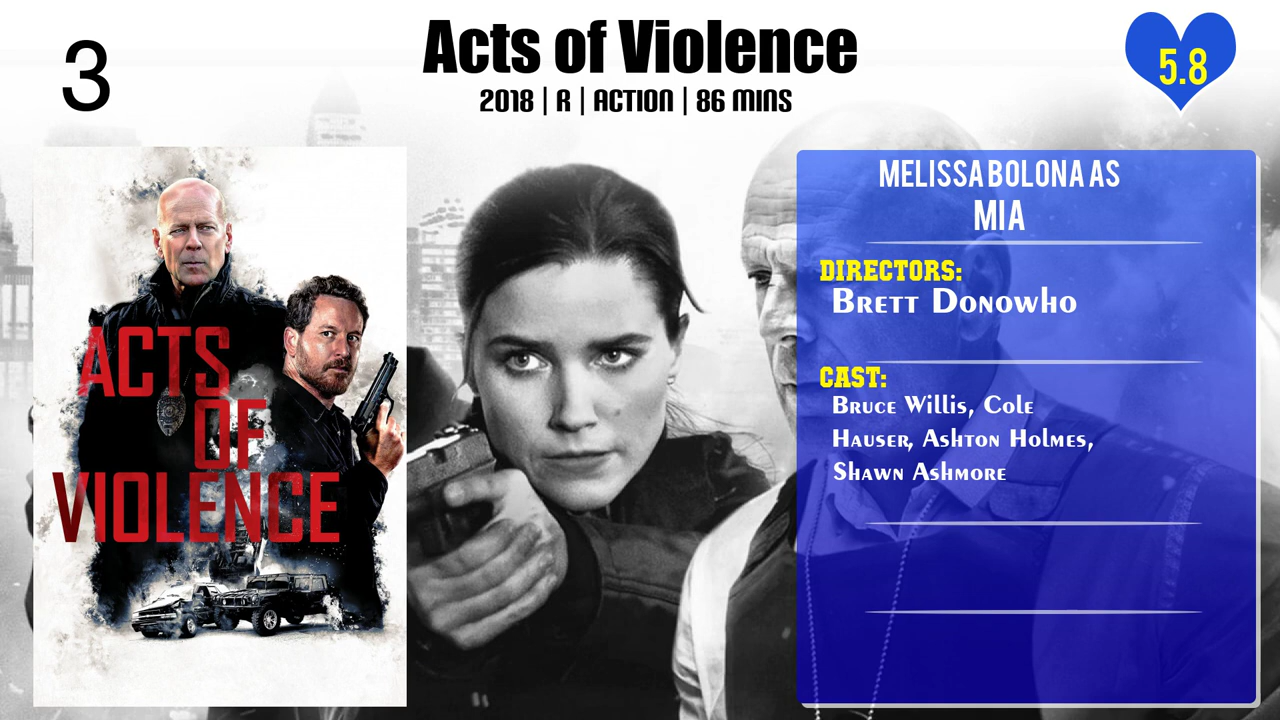 3
Acts of Violence
2018 | R | ACTION | 86 MINS
5.8
ACTS
OF
VIOLENCE
MELISSA BOLONA AS
MIA
DIRECTORS:
Brett Donowho
CAST:
Bruce Willis, Cole
Hauser, Ashton Holmes,
Shawn Ashmore